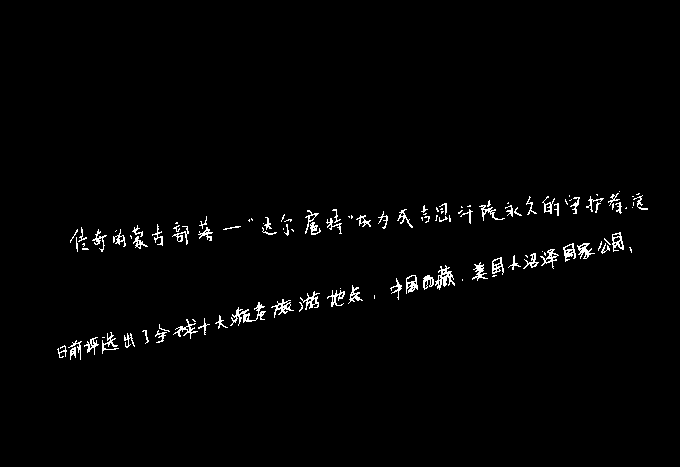 传奇的蒙古部落一"达尔扈特"成为成吉思汗陵永久的守护者.这
日前评选出了全球十大濒危旅游地点,中国西藏.美国大沼泽国家公园,